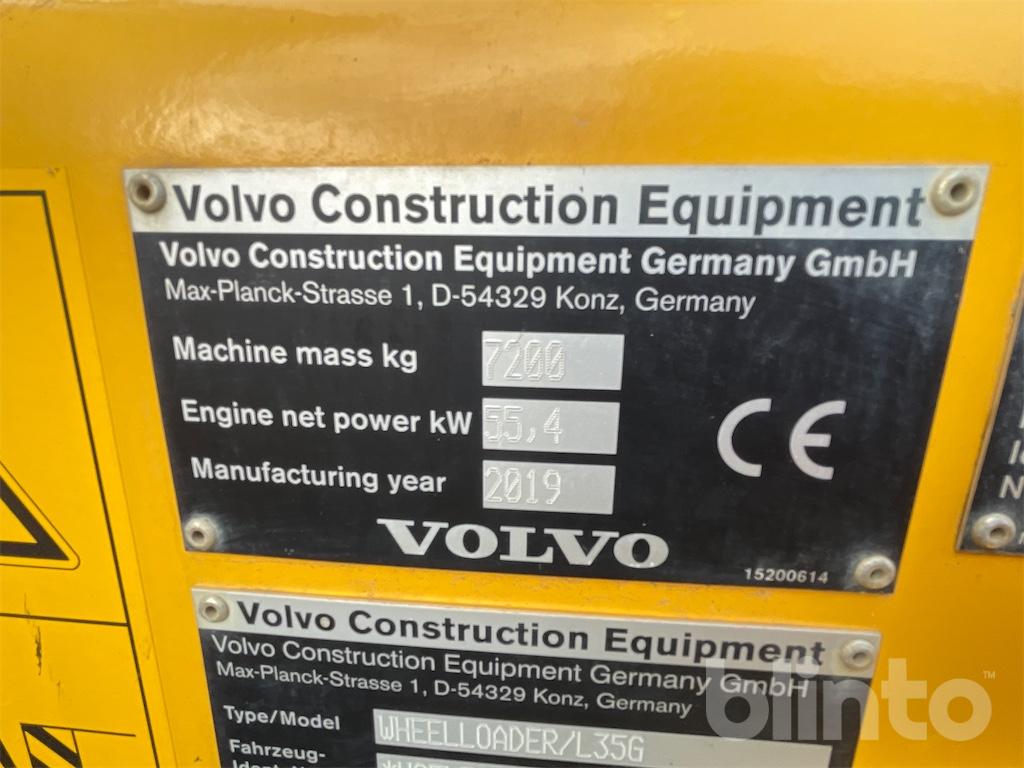 Volvo Construction Equipment
Volvo Construction Equipment Germany GmbH
Max-Planck-Strasse 1, D-54329 Konz, Germany
Machine mass kg 7200
Engine net power kW 55,4
Manufacturing year 2019
CE
VOLVO
15200614
Volvo Construction Equipment
Volvo Construction Equipment Germany GmbH
Max-Planck-Strasse 1, D-54329 Konz, Germany
Type/Model WHEELLOADER/L35G
Fahrzeug-
blinto™